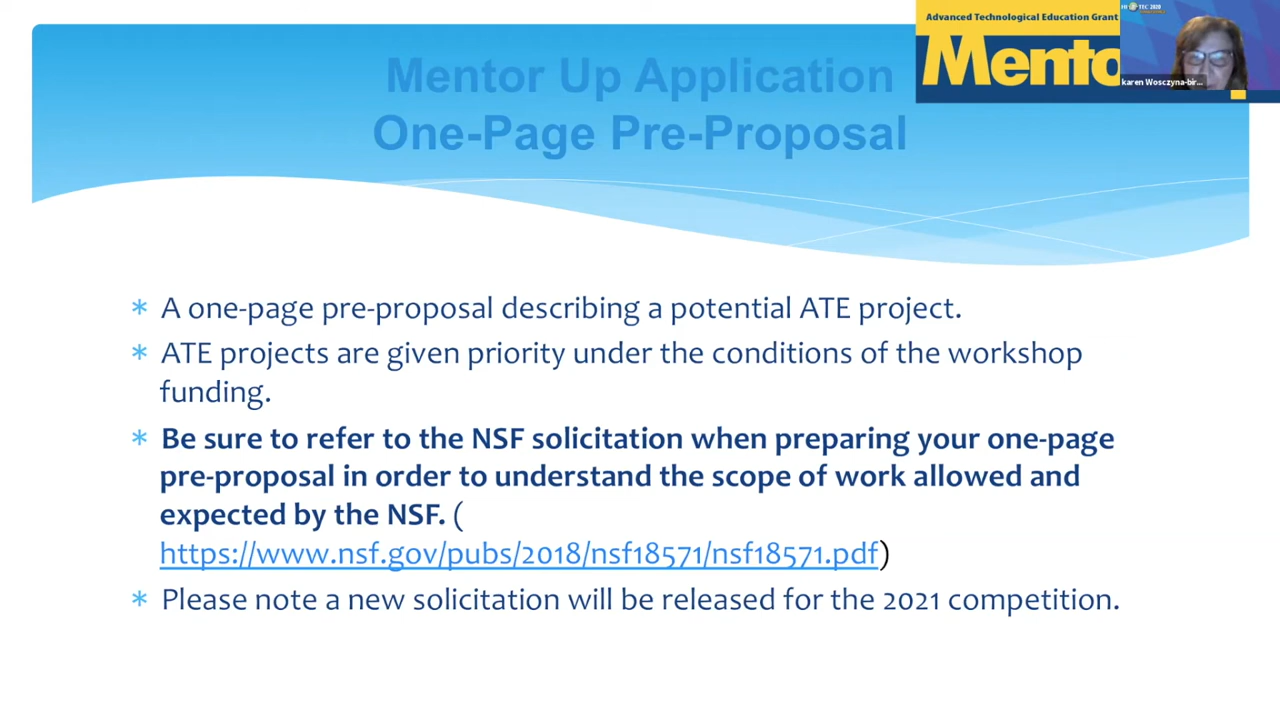 Advanced Technological Education Grant
Mento
HI TEC 2020
karen Wosczyna-bir...
Mentor Up Application
One-Page Pre-Proposal
* A one-page pre-proposal describing a potential ATE project.
* ATE projects are given priority under the conditions of the workshop
funding.
* Be sure to refer to the NSF solicitation when preparing your one-page
pre-proposal in order to understand the scope of work allowed and
expected by the NSF. (
https://www.nsf.gov/pubs/2018/nsf18571/nsf18571.pdf)
* Please note a new solicitation will be released for the 2021 competition.